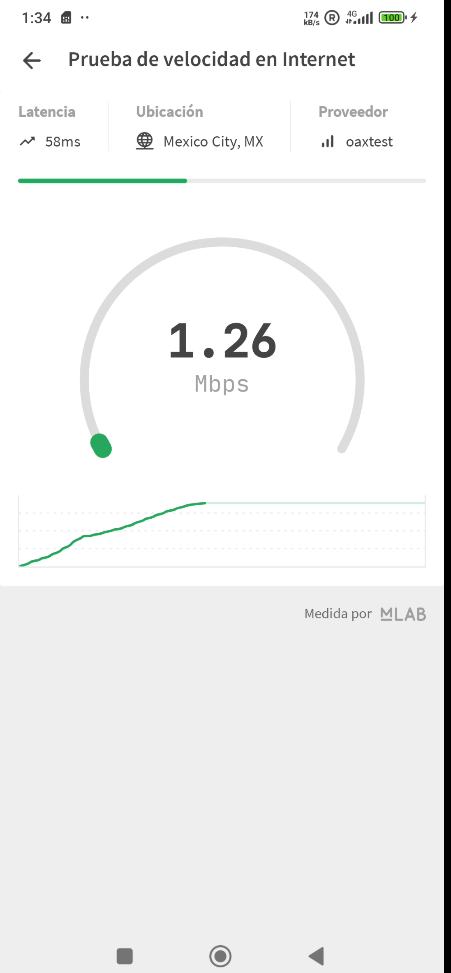 1:34
174
kB/s
R
4G
100
Prueba de velocidad en Internet
Latencia
Ubicación
Proveedor
58ms
Mexico City, MX
oaxtest
1.26
Mbps
Medida por MLAB